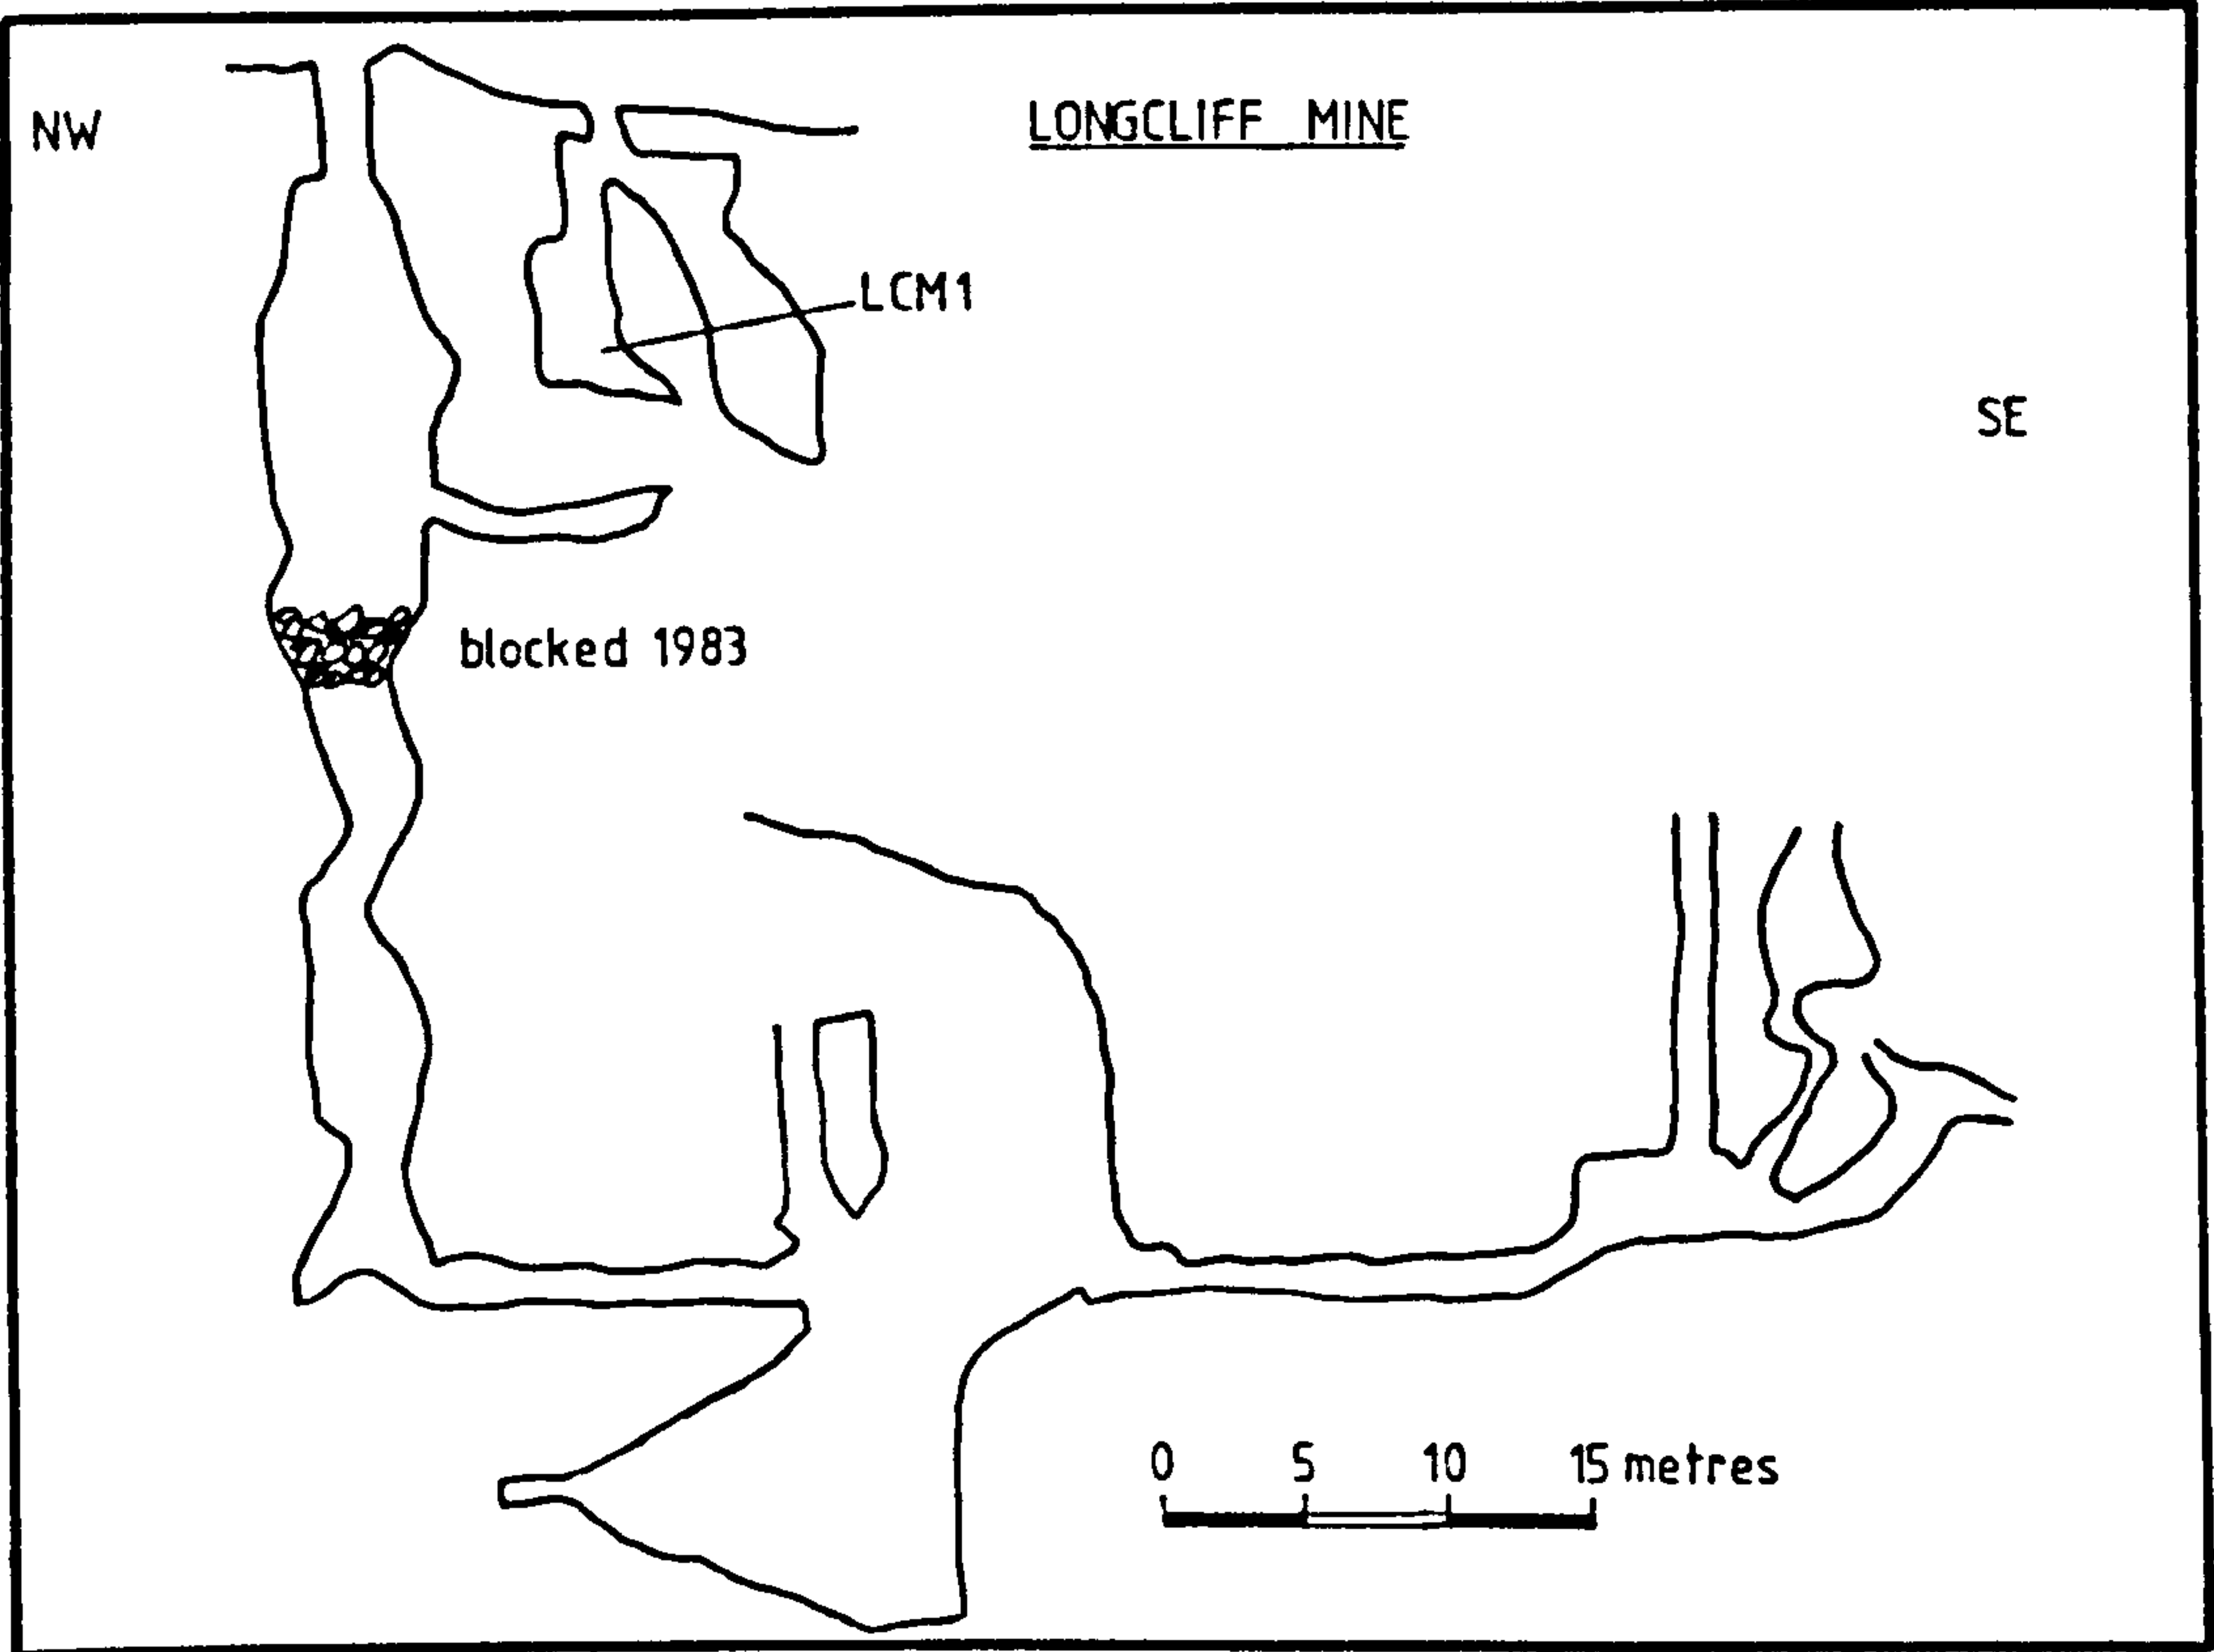 NW
LONGCLIFF MINE
LCM1
SE
blocked 1983
0 5 10 15 metres